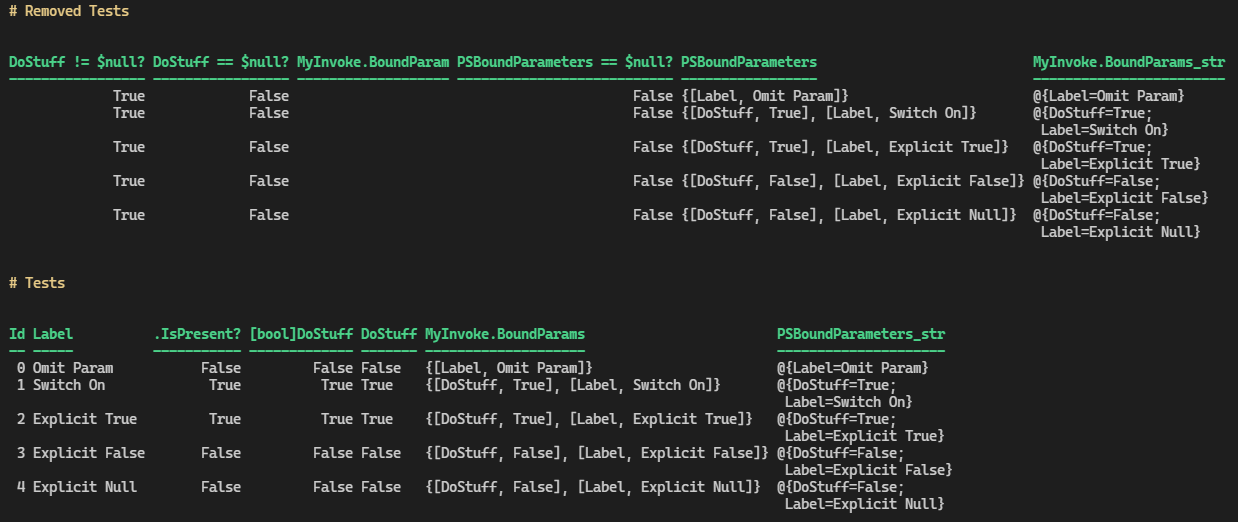 # Removed Tests
DoStuff != $null? DoStuff == $null? MyInvoke.BoundParam PSBoundParameters == $null? PSBoundParameters MyInvoke.BoundParams_str
----------------- ----------------- ------------------- --------------------------- ----------------- ------------------------
True False False {[Label, Omit Param]} @{Label=Omit Param}
True False False {[DoStuff, True], [Label, Switch On]} @{DoStuff=True;
Label=Switch On}
True False False {[DoStuff, True], [Label, Explicit True]} @{DoStuff=True;
Label=Explicit True}
True False False {[DoStuff, False], [Label, Explicit False]} @{DoStuff=False;
Label=Explicit False}
True False False {[DoStuff, False], [Label, Explicit Null]} @{DoStuff=False;
Label=Explicit Null}
# Tests
Id Label .IsPresent? [bool]DoStuff DoStuff MyInvoke.BoundParams PSBoundParameters_str
-- ----- ----------- ------------- ------- -------------------- ---------------------
0 Omit Param False False False {[Label, Omit Param]} @{Label=Omit Param}
1 Switch On True True True {[DoStuff, True], [Label, Switch On]} @{DoStuff=True;
Label=Switch On}
2 Explicit True True True True {[DoStuff, True], [Label, Explicit True]} @{DoStuff=True;
Label=Explicit True}
3 Explicit False False False False {[DoStuff, False], [Label, Explicit False]} @{DoStuff=False;
Label=Explicit False}
4 Explicit Null False False False {[DoStuff, False], [Label, Explicit Null]} @{DoStuff=False;
Label=Explicit Null}